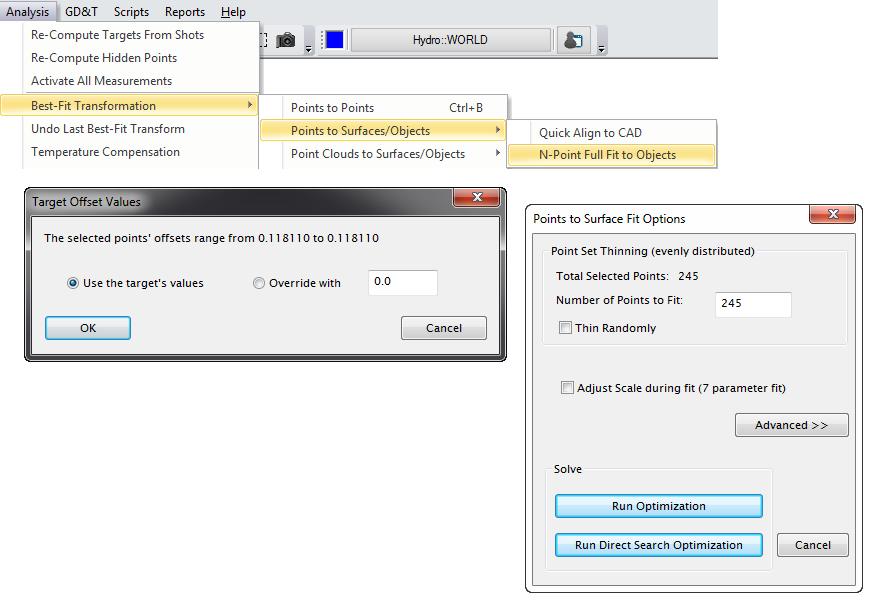 Analysis GD&T Scripts Reports Help
Re-Compute Targets From Shots
Hydro::WORLD
Re-Compute Hidden Points
Activate All Measurements
Best-Fit Transformation
Points to Points Ctrl+B
Undo Last Best-Fit Transform
Points to Surfaces/Objects
Quick Align to CAD
Temperature Compensation
Point Clouds to Surfaces/Objects
N-Point Full Fit to Objects
Target Offset Values
The selected points' offsets range from 0.118110 to 0.118110
Use the target's values
Override with
0.0
OK
Cancel
Points to Surface Fit Options
Point Set Thinning (evenly distributed)
Total Selected Points: 245
Number of Points to Fit: 245
Thin Randomly
Adjust Scale during fit (7 parameter fit)
Advanced >>
Solve
Run Optimization
Run Direct Search Optimization
Cancel